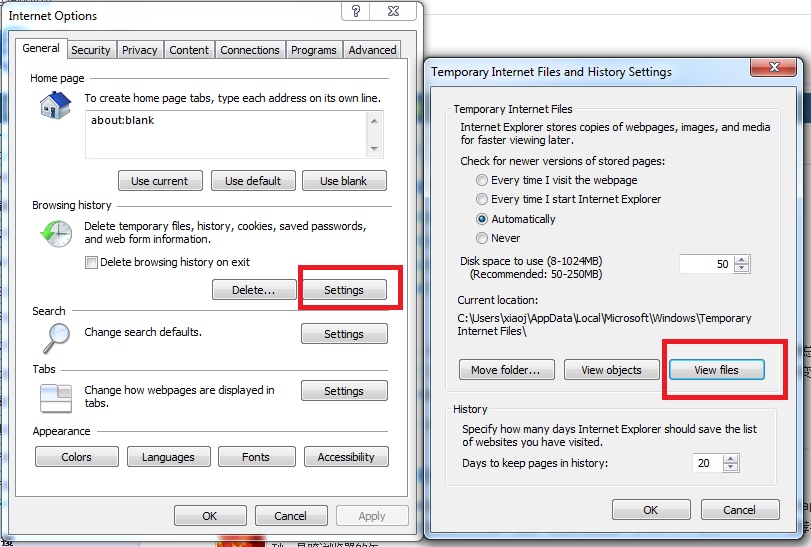 Internet Options
?
General
Security
Privacy
Content
Connections
Programs
Advanced
Home page
To create home page tabs, type each address on its own line.
about:blank
Use current
Use default
Use blank
Browsing history
Delete temporary files, history, cookies, saved passwords,
and web form information.
Delete browsing history on exit
Delete...
Settings
Search
Change search defaults.
Settings
Tabs
Change how webpages are displayed in
tabs.
Settings
Appearance
Colors
Languages
Fonts
Accessibility
OK
Cancel
Apply
Temporary Internet Files and History Settings
Temporary Internet Files
Internet Explorer stores copies of webpages, images, and media
for faster viewing later.
Check for newer versions of stored pages:
Every time I visit the webpage
Every time I start Internet Explorer
Automatically
Never
Disk space to use (8-1024MB)
(Recommended: 50-250MB)
50
Current location:
C:\Users\xiaoj\AppData\Local\Microsoft\Windows\Temporary
Internet Files\
Move folder...
View objects
View files
History
Specify how many days Internet Explorer should save the list
of websites you have visited.
Days to keep pages in history:
20
OK
Cancel